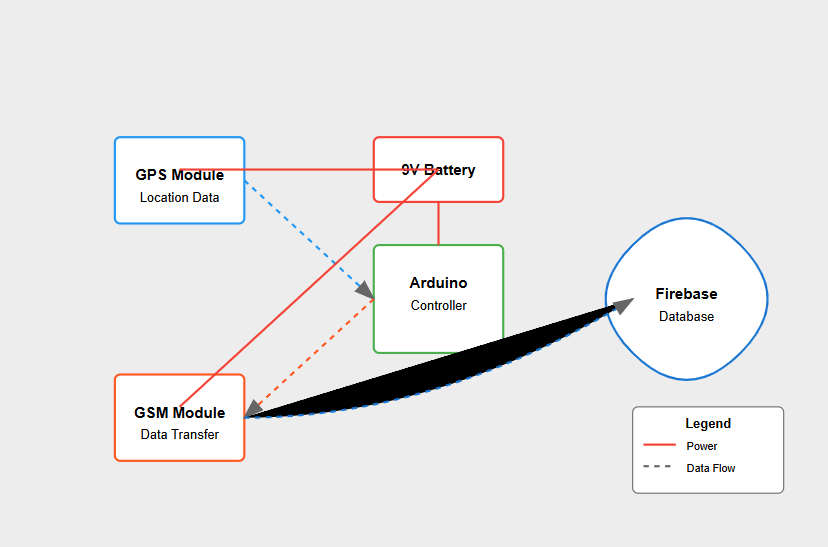 GPS Module
Location Data
9V Battery
Arduino
Controller
Firebase
Database
GSM Module
Data Transfer
Legend
Power
Data Flow